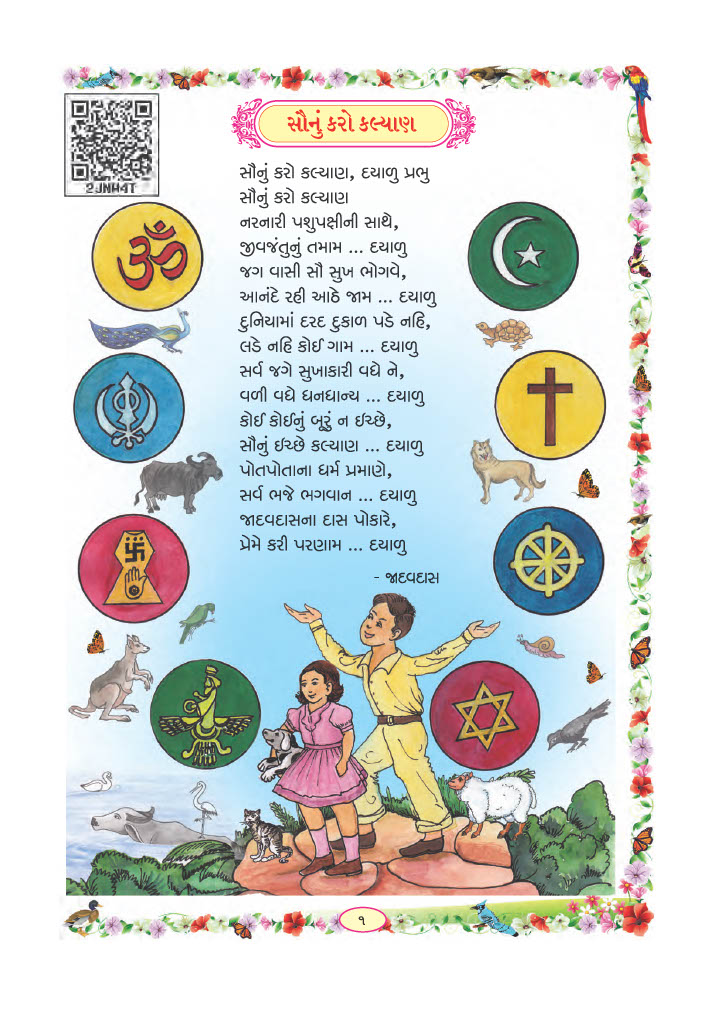 2JNH4T
સૌનું કરો કલ્યાણ
સૌનું કરો કલ્યાણ, દયાળુ પ્રભુ
સૌનું કરો કલ્યાણ
નરનારી પશુપક્ષીની સાથે,
જીવજંતુનું તમામ ... દયાળુ
જગ વાસી સૌ સુખ ભોગવે,
આનંદે રહી આઠે જામ ... દયાળુ
દુનિયામાં દરદ દુકાળ પડે નહિ,
લડે નહિ કોઈ ગામ ... દયાળુ
સર્વ જગે સુખાકારી વધે ને,
વળી વધે ધનધાન્ય ... દયાળુ
કોઈ કોઈનું બૂરું ન ઇચ્છે,
સૌનું ઇચ્છે કલ્યાણ ... દયાળુ
પોતપોતાના ધર્મ પ્રમાણે,
સર્વ ભજે ભગવાન ... દયાળુ
જાદવદાસના દાસ પોકારે,
પ્રેમે કરી પરણામ ... દયાળુ
- જાદવદાસ
૧